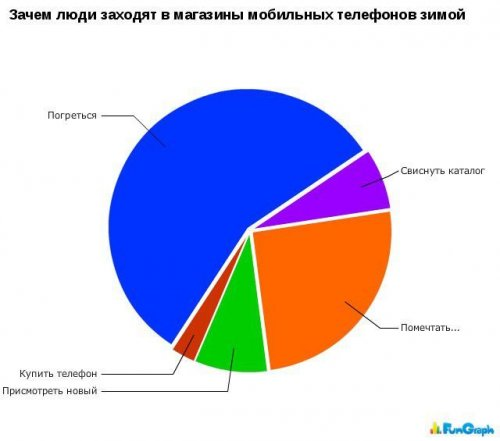 Зачем люди заходят в магазины мобильных телефонов зимой
Погреться
Свиснуть каталог
Помечтать...
Купить телефон
Присмотреть новый
FunGraph